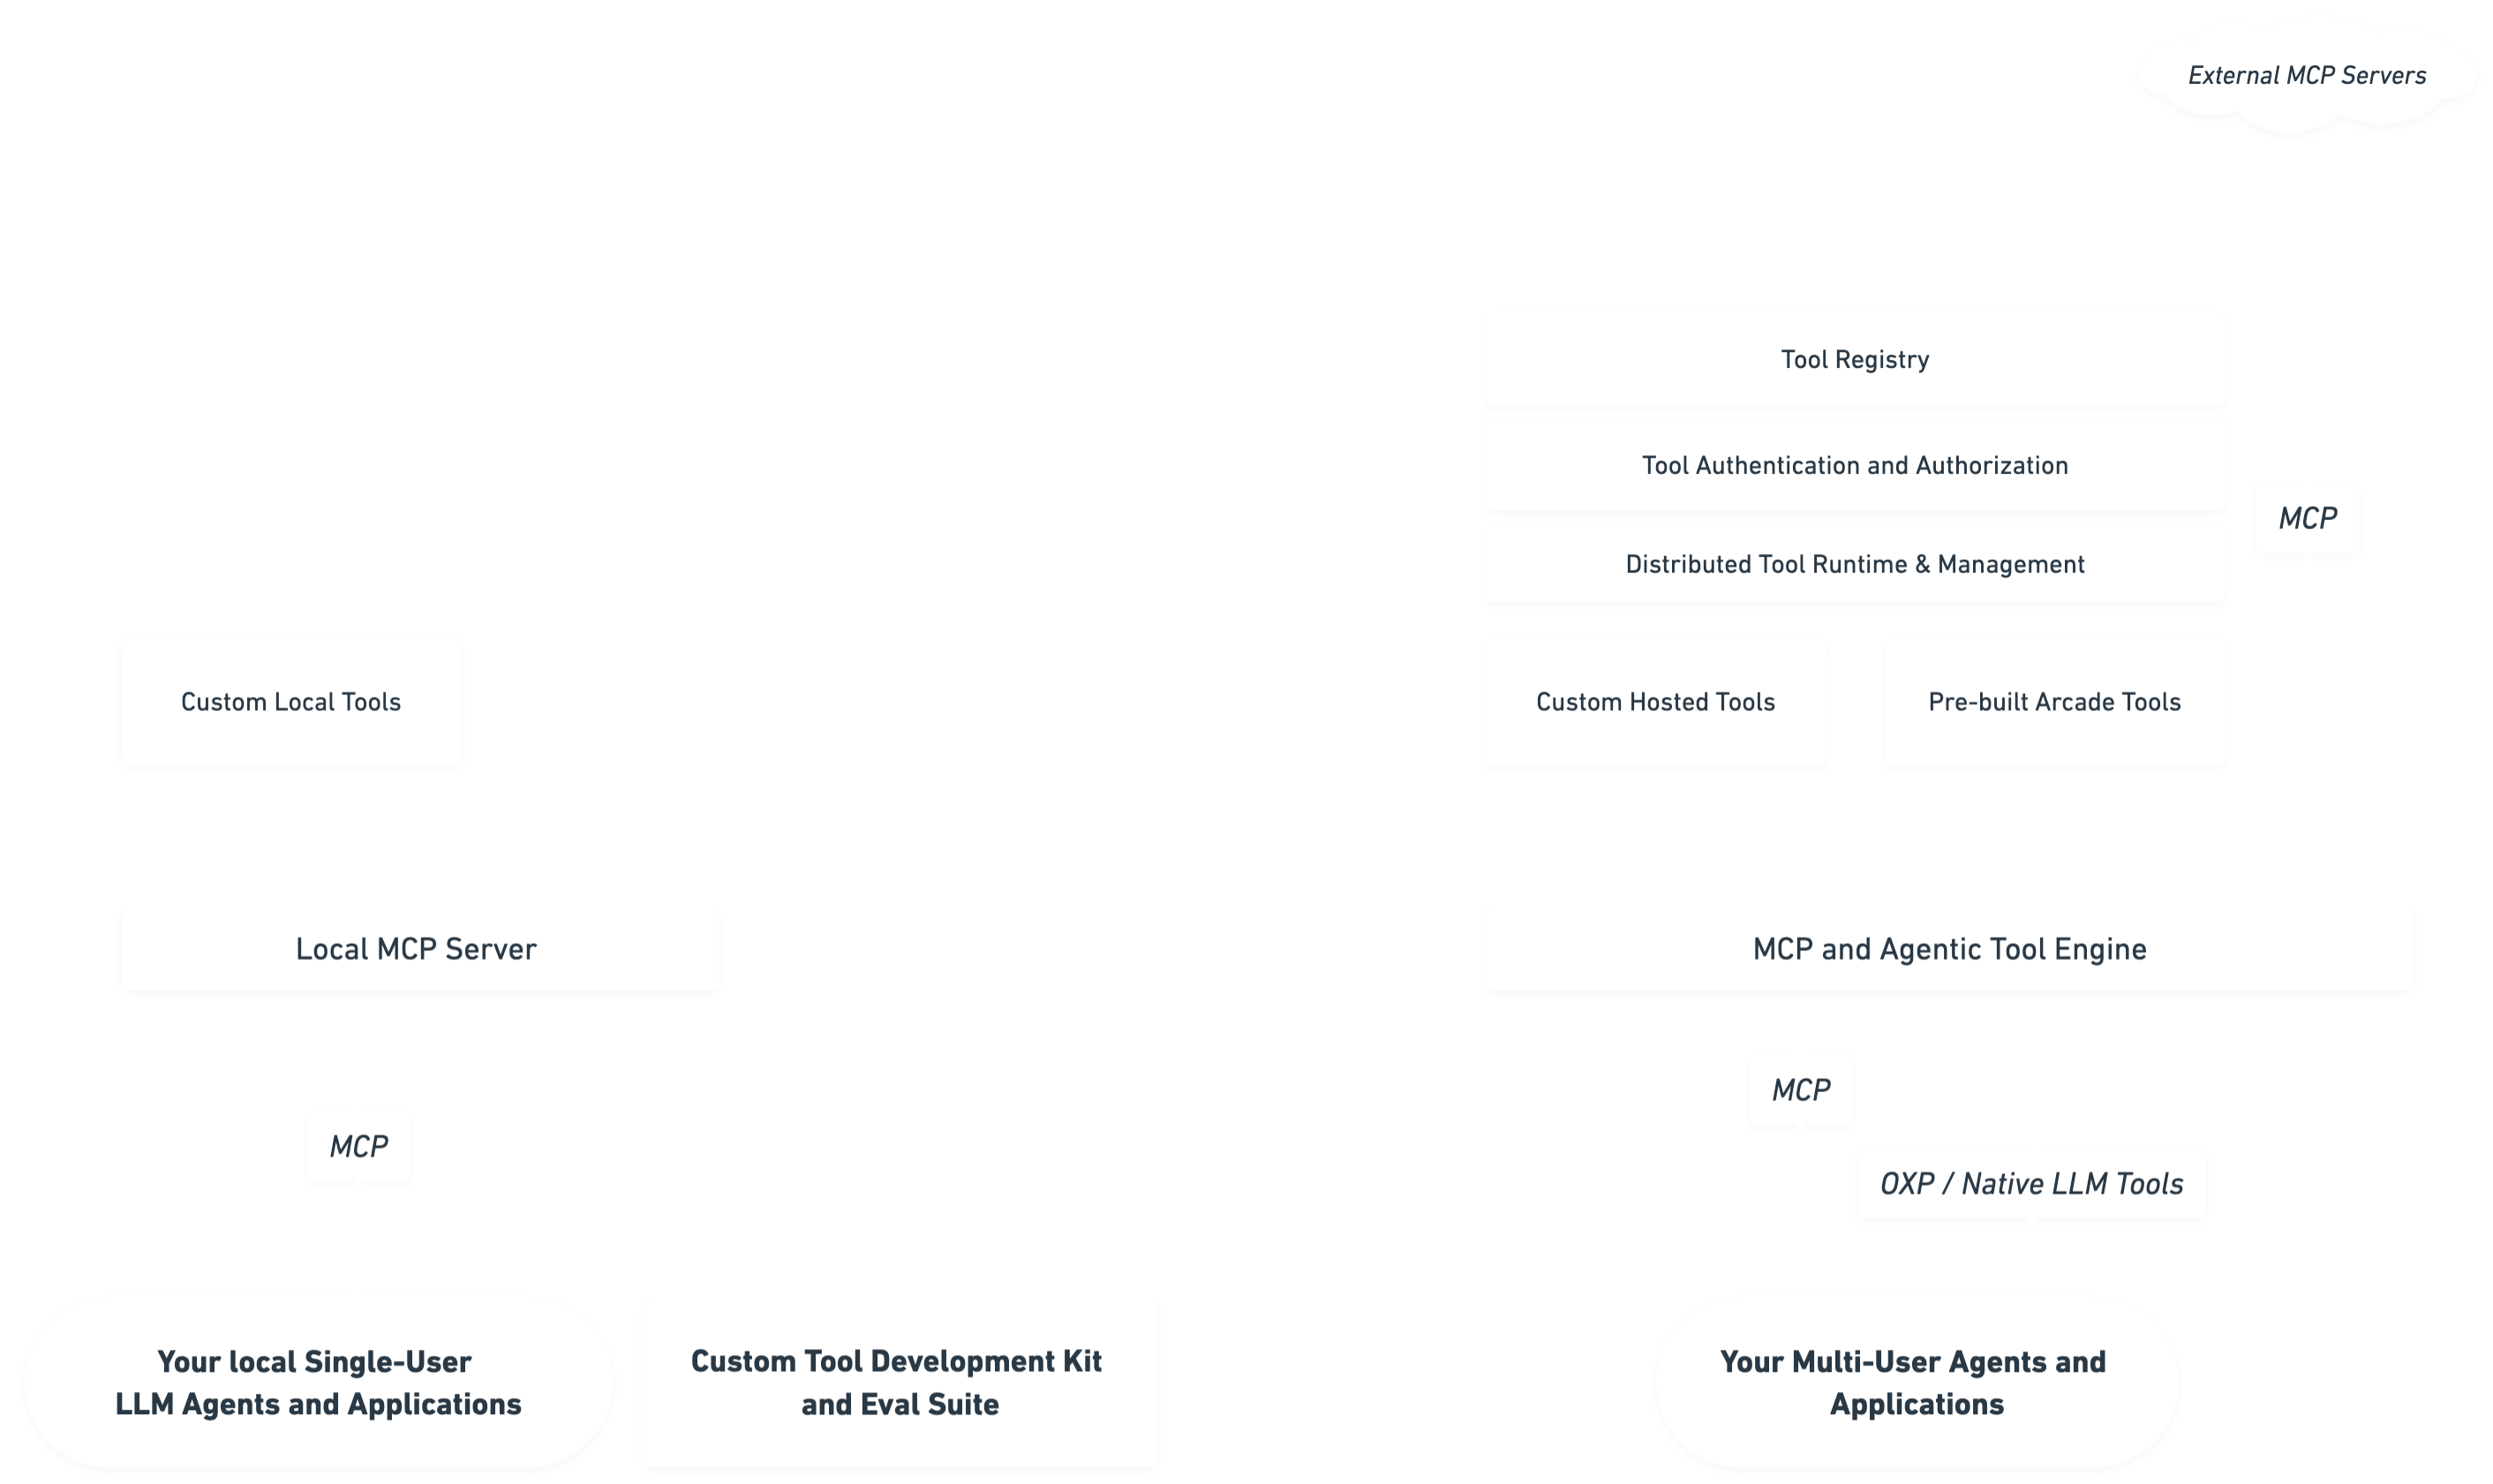 External MCP Servers
Tool Registry
Tool Authentication and Authorization
MCP
Distributed Tool Runtime & Management
Custom Local Tools
Custom Hosted Tools
Pre-built Arcade Tools
Local MCP Server
MCP and Agentic Tool Engine
MCP
MCP
OXP / Native LLM Tools
Your local Single-User
LLM Agents and Applications
Custom Tool Development Kit
and Eval Suite
Your Multi-User Agents and
Applications